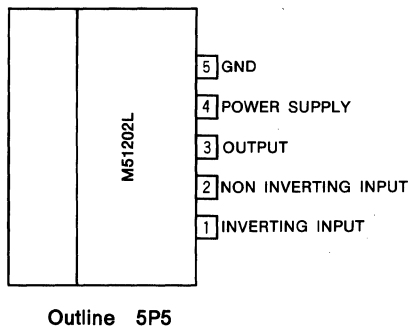 5 GND
4 POWER SUPPLY
M51202L
3 OUTPUT
2 NON INVERTING INPUT
1 INVERTING INPUT
Outline 5P5